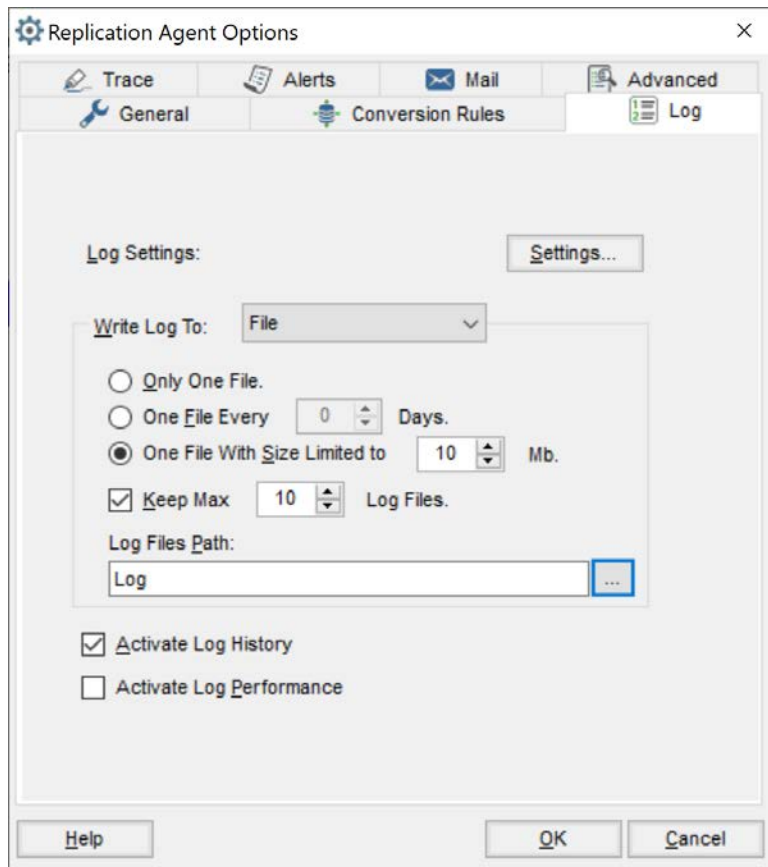 Replication Agent Options
Trace Alerts Mail Advanced
General Conversion Rules Log
Log Settings: Settings...
Write Log To: File
Only One File.
One File Every 0 Days.
One File With Size Limited to 10 Mb.
Keep Max 10 Log Files.
Log Files Path:
Log ...
Activate Log History
Activate Log Performance
Help OK Cancel